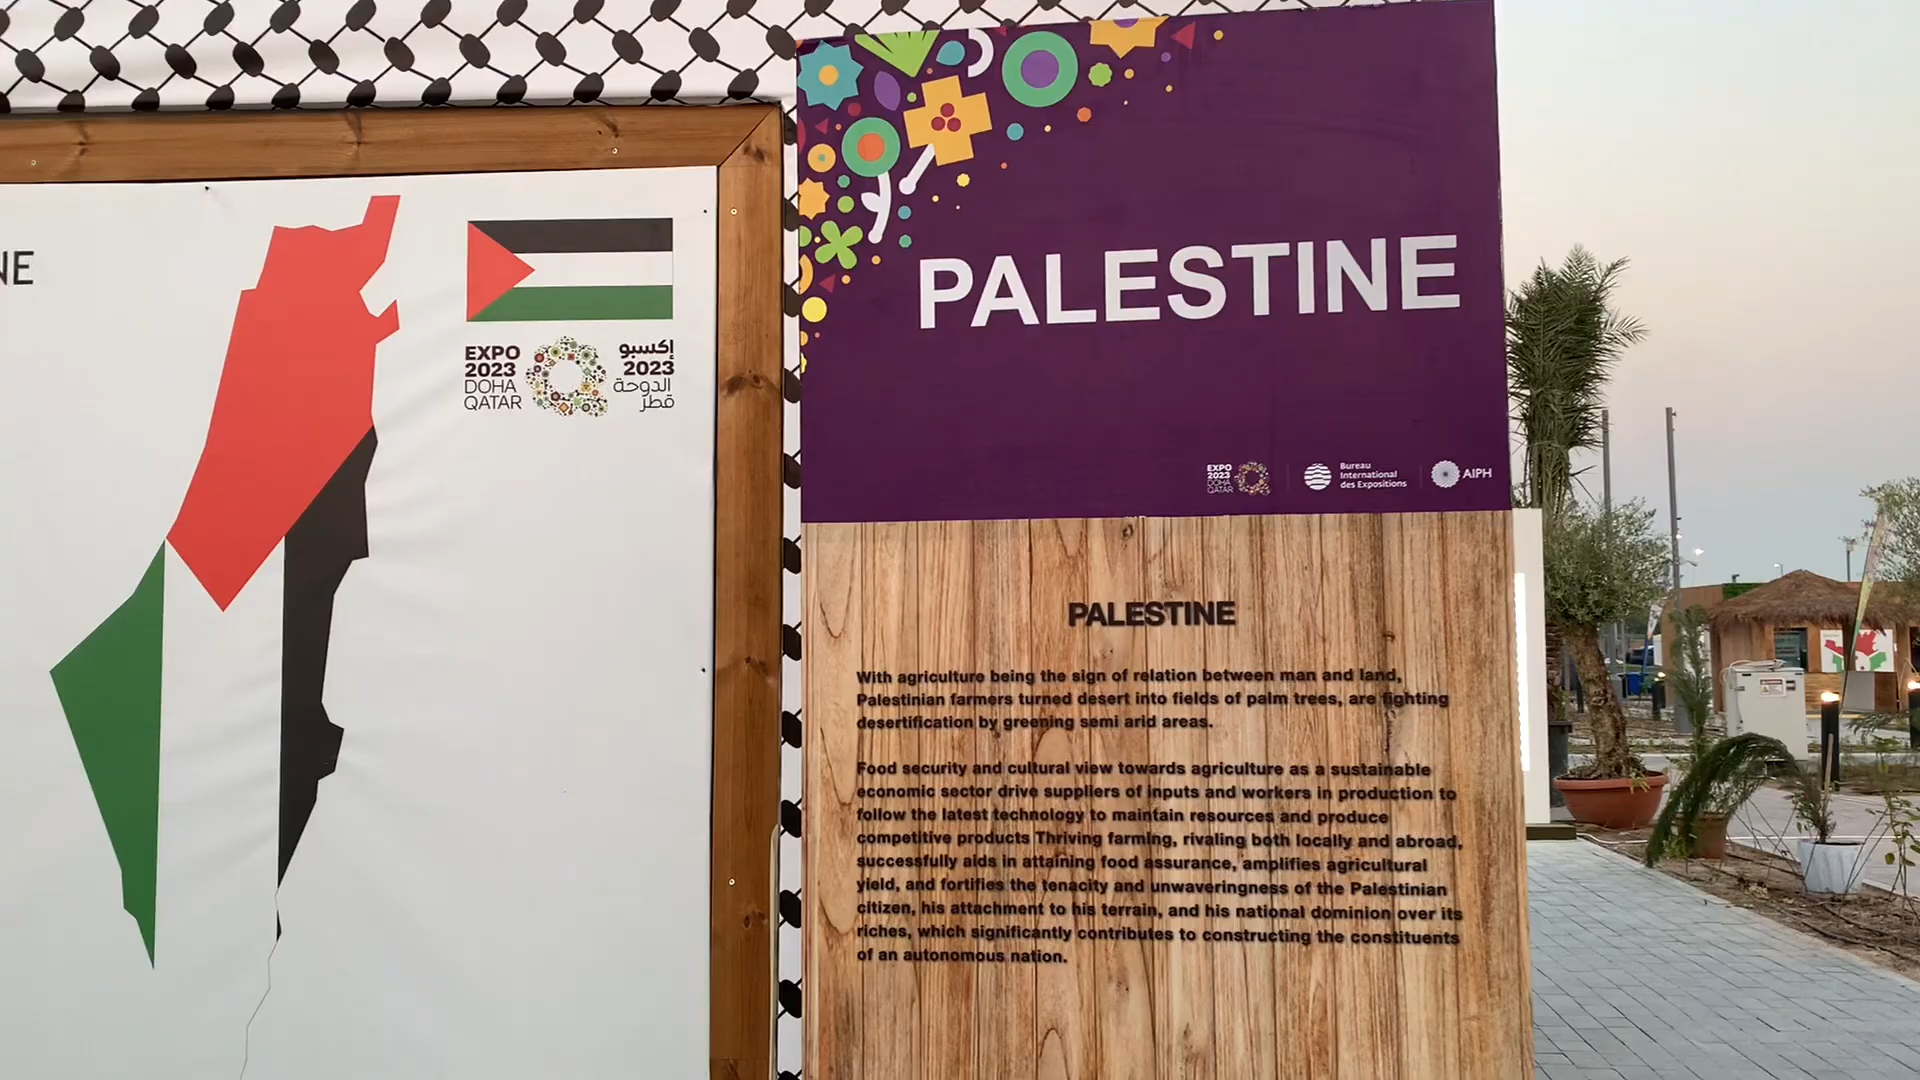 NE
EXPO
2023
DOHA
QATAR
إكسبو
2023
الدوحة
قطر
PALESTINE
EXPO
2023
DOHA
QATAR
Bureau
International
des Expositions
AIPH
PALESTINE
With agriculture being the sign of relation between man and land,
Palestinian farmers turned desert into fields of palm trees, are fighting
desertification by greening semi arid areas.
Food security and cultural view towards agriculture as a sustainable
economic sector drive suppliers of inputs and workers in production to
follow the latest technology to maintain resources and produce
competitive products Thriving farming, rivaling both locally and abroad,
successfully aids in attaining food assurance, amplifies agricultural
yield, and fortifies the tenacity and unwaveringness of the Palestinian
citizen, his attachment to his terrain, and his national dominion over its
riches, which significantly contributes to constructing the constituents
of an autonomous nation.